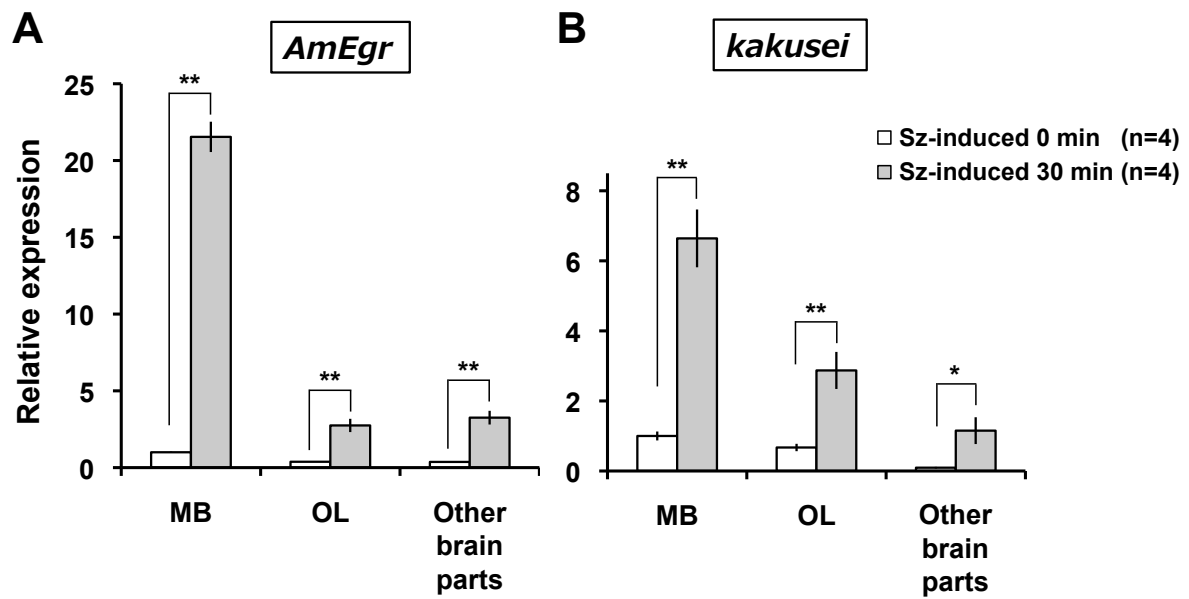 A
AmEgr
Relative expression
25
20
15
10
5
0
**
**
**
MB
OL
Other
brain
parts
B
kakusei
Sz-induced 0 min (n=4)
Sz-induced 30 min (n=4)
8
6
4
2
0
**
**
*
MB
OL
Other
brain
parts